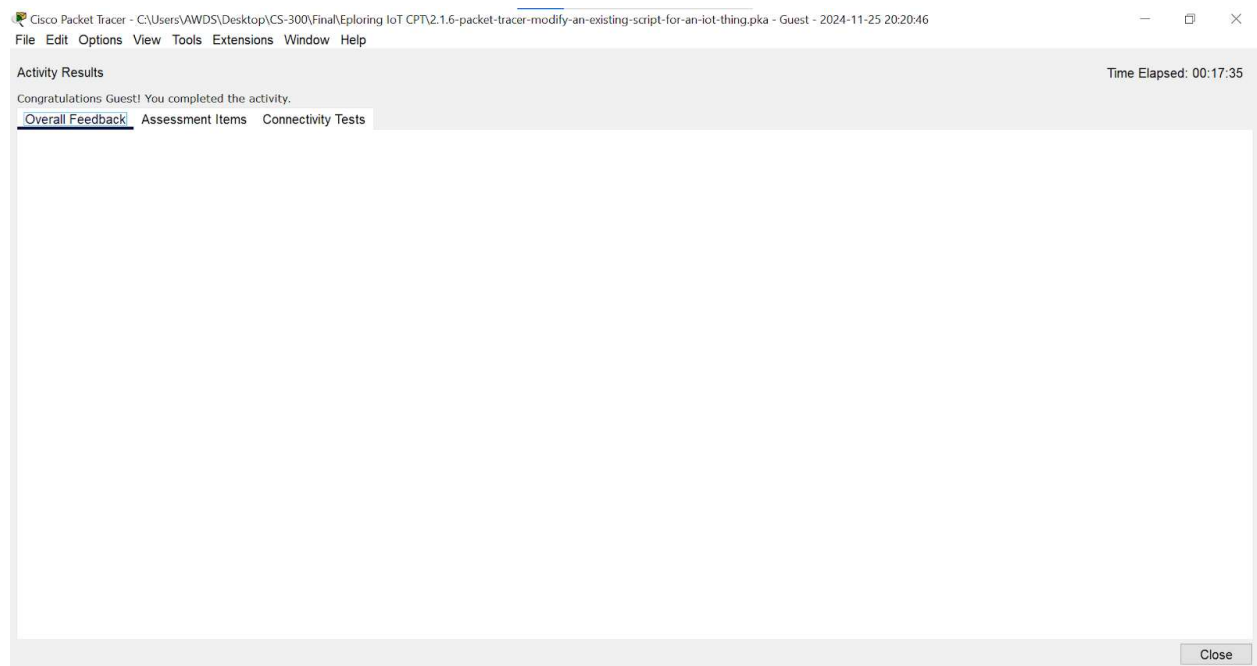 Cisco Packet Tracer - C:\Users\AWDS\Desktop\CS-300\Final\Eploring IoT CPT\2.1.6-packet-tracer-modify-an-existing-script-for-an-iot-thing.pka - Guest - 2024-11-25 20:20:46
File Edit Options View Tools Extensions Window Help
Activity Results Time Elapsed: 00:17:35
Congratulations Guest! You completed the activity.
Overall Feedback Assessment Items Connectivity Tests
Close